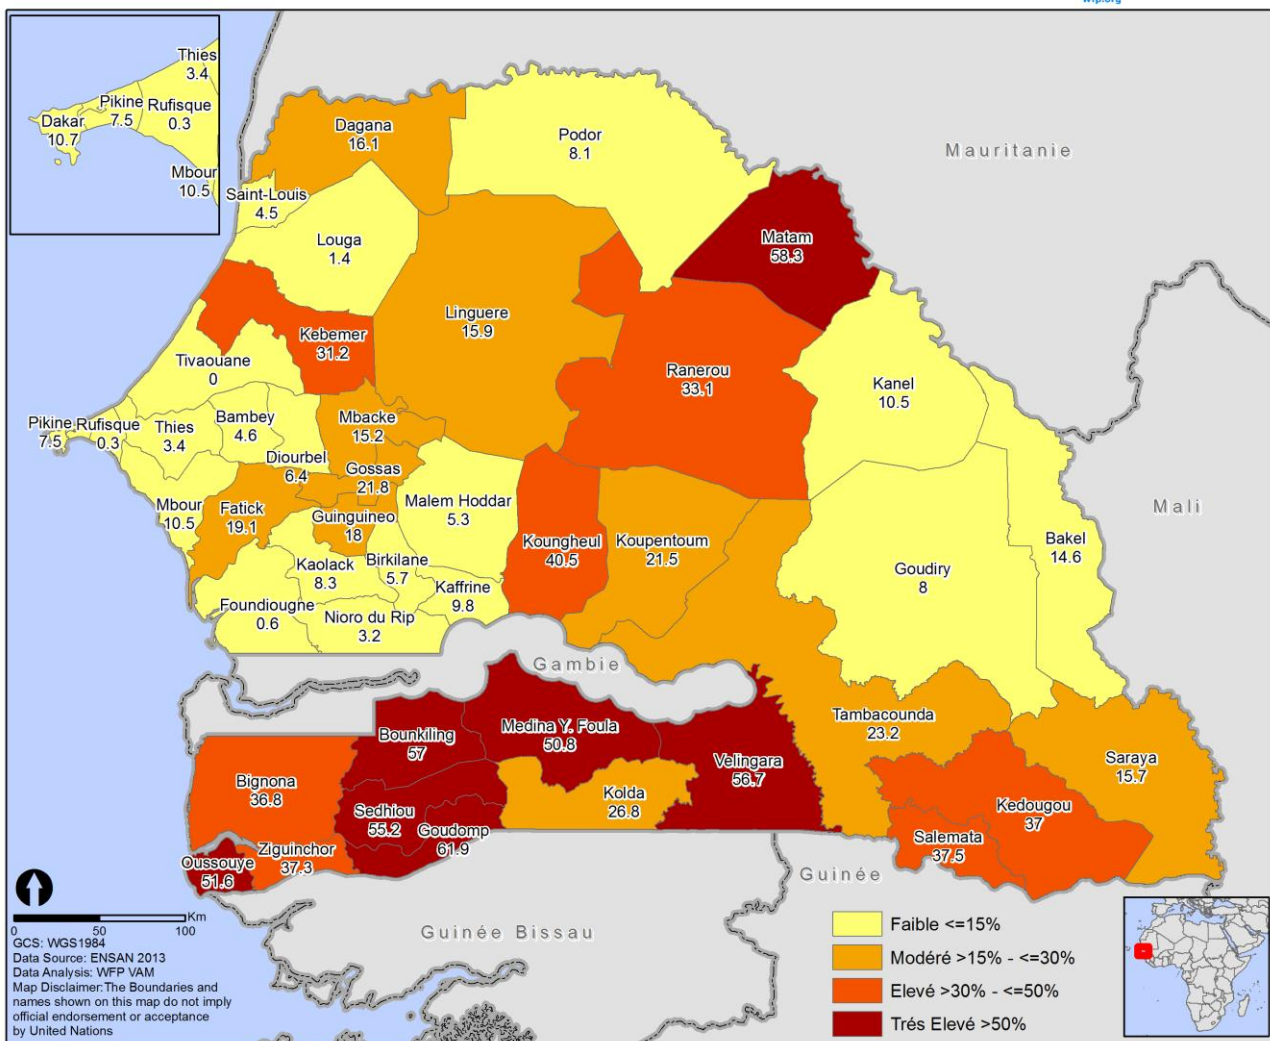 wfp.org
Thies
3.4
Pikine
7.5
Rufisque
0.3
Dakar
10.7
Mbour
10.5
Dagana
16.1
Podor
8.1
Mauritanie
Saint-Louis
4.5
Louga
1.4
Matam
58.3
Linguere
15.9
Kebemer
31.2
Ranerou
33.1
Kanel
10.5
Tivaouane
0
Pikine
7.5
Rufisque
0.3
Thies
3.4
Bambey
4.6
Mbacke
15.2
Diourbel
6.4
Gossas
21.8
Mbour
10.5
Fatick
19.1
Guinguineo
18
Malem Hoddar
5.3
Koungheul
40.5
Koupentoum
21.5
Goudiry
8
Bakel
14.6
Mali
Kaolack
8.3
Birkilane
5.7
Kaffrine
9.8
Foundiougne
0.6
Nioro du Rip
3.2
Gambie
Tambacounda
23.2
Saraya
15.7
Bounkiling
57
Medina Y. Foula
50.8
Velingara
56.7
Bignona
36.8
Sedhiou
55.2
Goudomp
61.9
Kolda
26.8
Kedougou
37
Salemata
37.5
Oussouye
51.6
Ziguinchor
37.3
Guinée
Guinée Bissau
Km
0 50 100
GCS: WGS1984
Data Source: ENSAN 2013
Data Analysis: WFP VAM
Map Disclaimer:The Boundaries and
names shown on this map do not imply
official endorsement or acceptance
by United Nations
Faible <=15%
Modéré >15% - <=30%
Elevé >30% - <=50%
Trés Elevé >50%